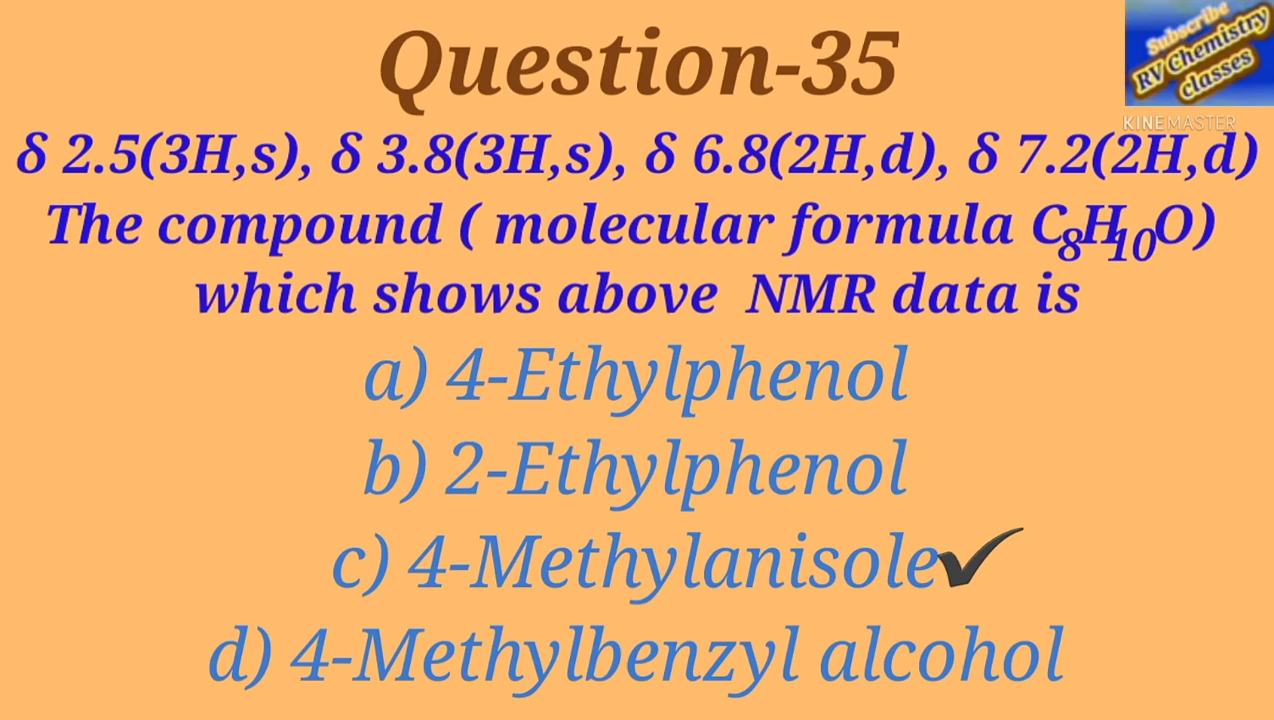 Question-35
Subscribe
RV Chemistry
classes
KINEMASTER
δ 2.5(3H,s), δ 3.8(3H,s), δ 6.8(2H,d), δ 7.2(2H,d)
The compound ( molecular formula C₈H₁₀O)
which shows above NMR data is
a) 4-Ethylphenol
b) 2-Ethylphenol
c) 4-Methylanisole✔
d) 4-Methylbenzyl alcohol